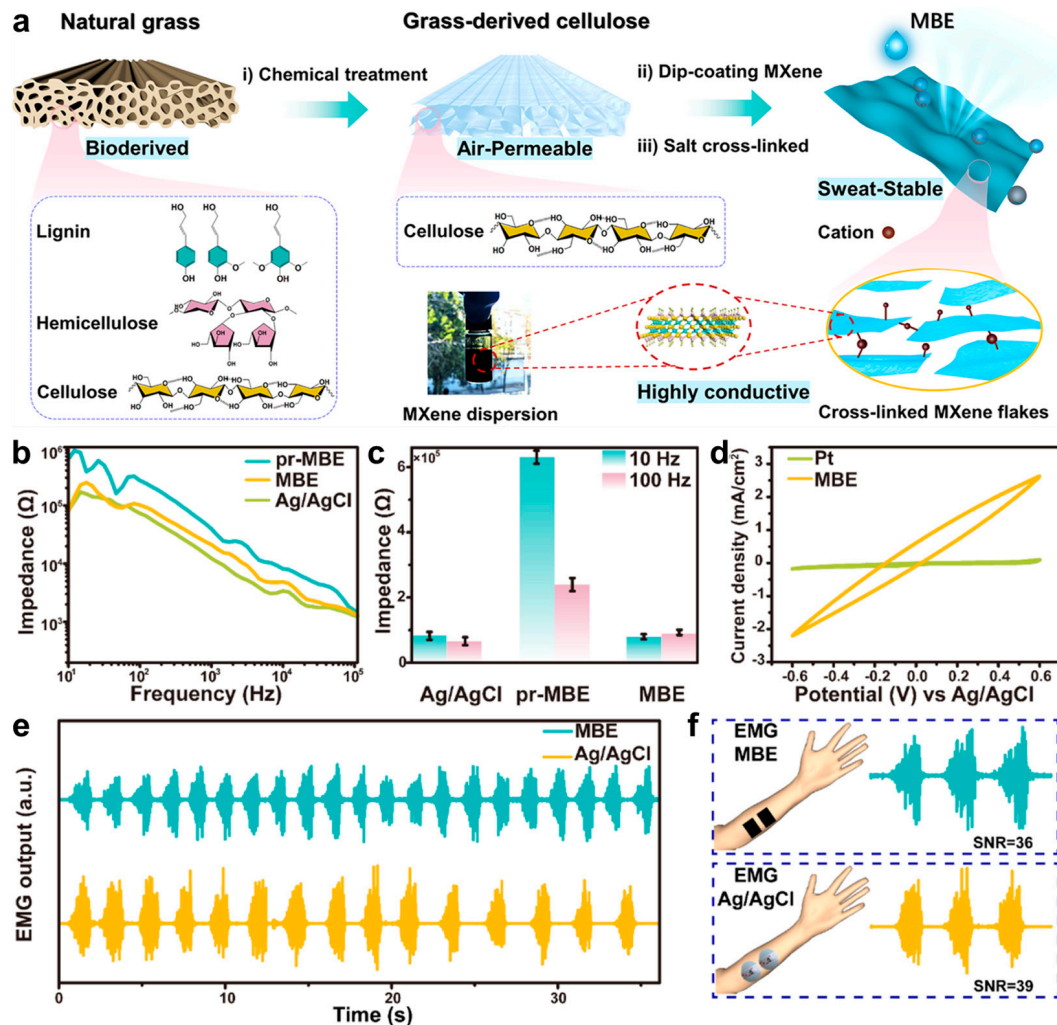 a
Natural grass
Grass-derived cellulose
MBE
i) Chemical treatment
ii) Dip-coating MXene
iii) Salt cross-linked
Bioderived
Air-Permeable
Sweat-Stable
Lignin
HO HO HO
OH OH OH
Hemicellulose
Cellulose
Cellulose
Cation
MXene dispersion
Highly conductive
Cross-linked MXene flakes
b
pr-MBE
MBE
Ag/AgCl
Impedance (Ω)
10⁶
10⁵
10⁴
10³
10¹ 10² 10³ 10⁴ 10⁵
Frequency (Hz)
c
×10⁵
10 Hz
100 Hz
Impedance (Ω)
6
4
2
0
Ag/AgCl pr-MBE MBE
d
Pt
MBE
Current density (mA/cm²)
3
2
1
0
-1
-2
-3
-0.6 -0.4 -0.2 0.0 0.2 0.4 0.6
Potential (V) vs Ag/AgCl
e
MBE
Ag/AgCl
EMG output (a.u.)
0 10 20 30
Time (s)
f
EMG
MBE
SNR=36
EMG
Ag/AgCl
SNR=39